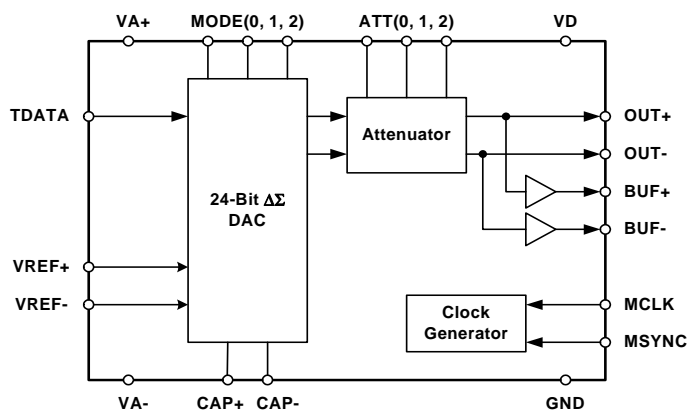 VA+ MODE(0, 1, 2) ATT(0, 1, 2) VD
TDATA
Attenuator
OUT+
OUT-
24-Bit ΔΣ
DAC
BUF+
BUF-
VREF+
VREF-
Clock
Generator
MCLK
MSYNC
VA- CAP+ CAP- GND